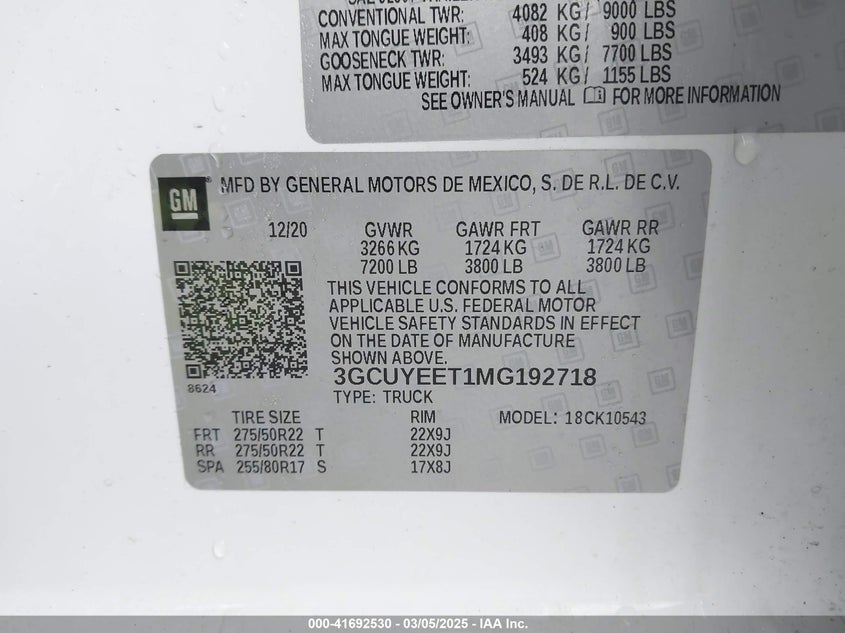 CONVENTIONAL TWR: 4082 KG / 9000 LBS
MAX TONGUE WEIGHT: 408 KG / 900 LBS
GOOSENECK TWR: 3493 KG / 7700 LBS
MAX TONGUE WEIGHT: 524 KG / 1155 LBS
SEE OWNER'S MANUAL FOR MORE INFORMATION
GM ® MFD BY GENERAL MOTORS DE MEXICO, S. DE R.L. DE C.V.
12/20 GVWR GAWR FRT GAWR RR
3266 KG 1724 KG 1724 KG
7200 LB 3800 LB 3800 LB
THIS VEHICLE CONFORMS TO ALL
APPLICABLE U.S. FEDERAL MOTOR
VEHICLE SAFETY STANDARDS IN EFFECT
ON THE DATE OF MANUFACTURE
SHOWN ABOVE.
3GCUYEET1MG192718
8624
TYPE: TRUCK
TIRE SIZE RIM MODEL: 18CK10543
FRT 275/50R22 T 22X9J
RR 275/50R22 T 22X9J
SPA 255/80R17 S 17X8J
000-41692530 - 03/05/2025 - IAA Inc.